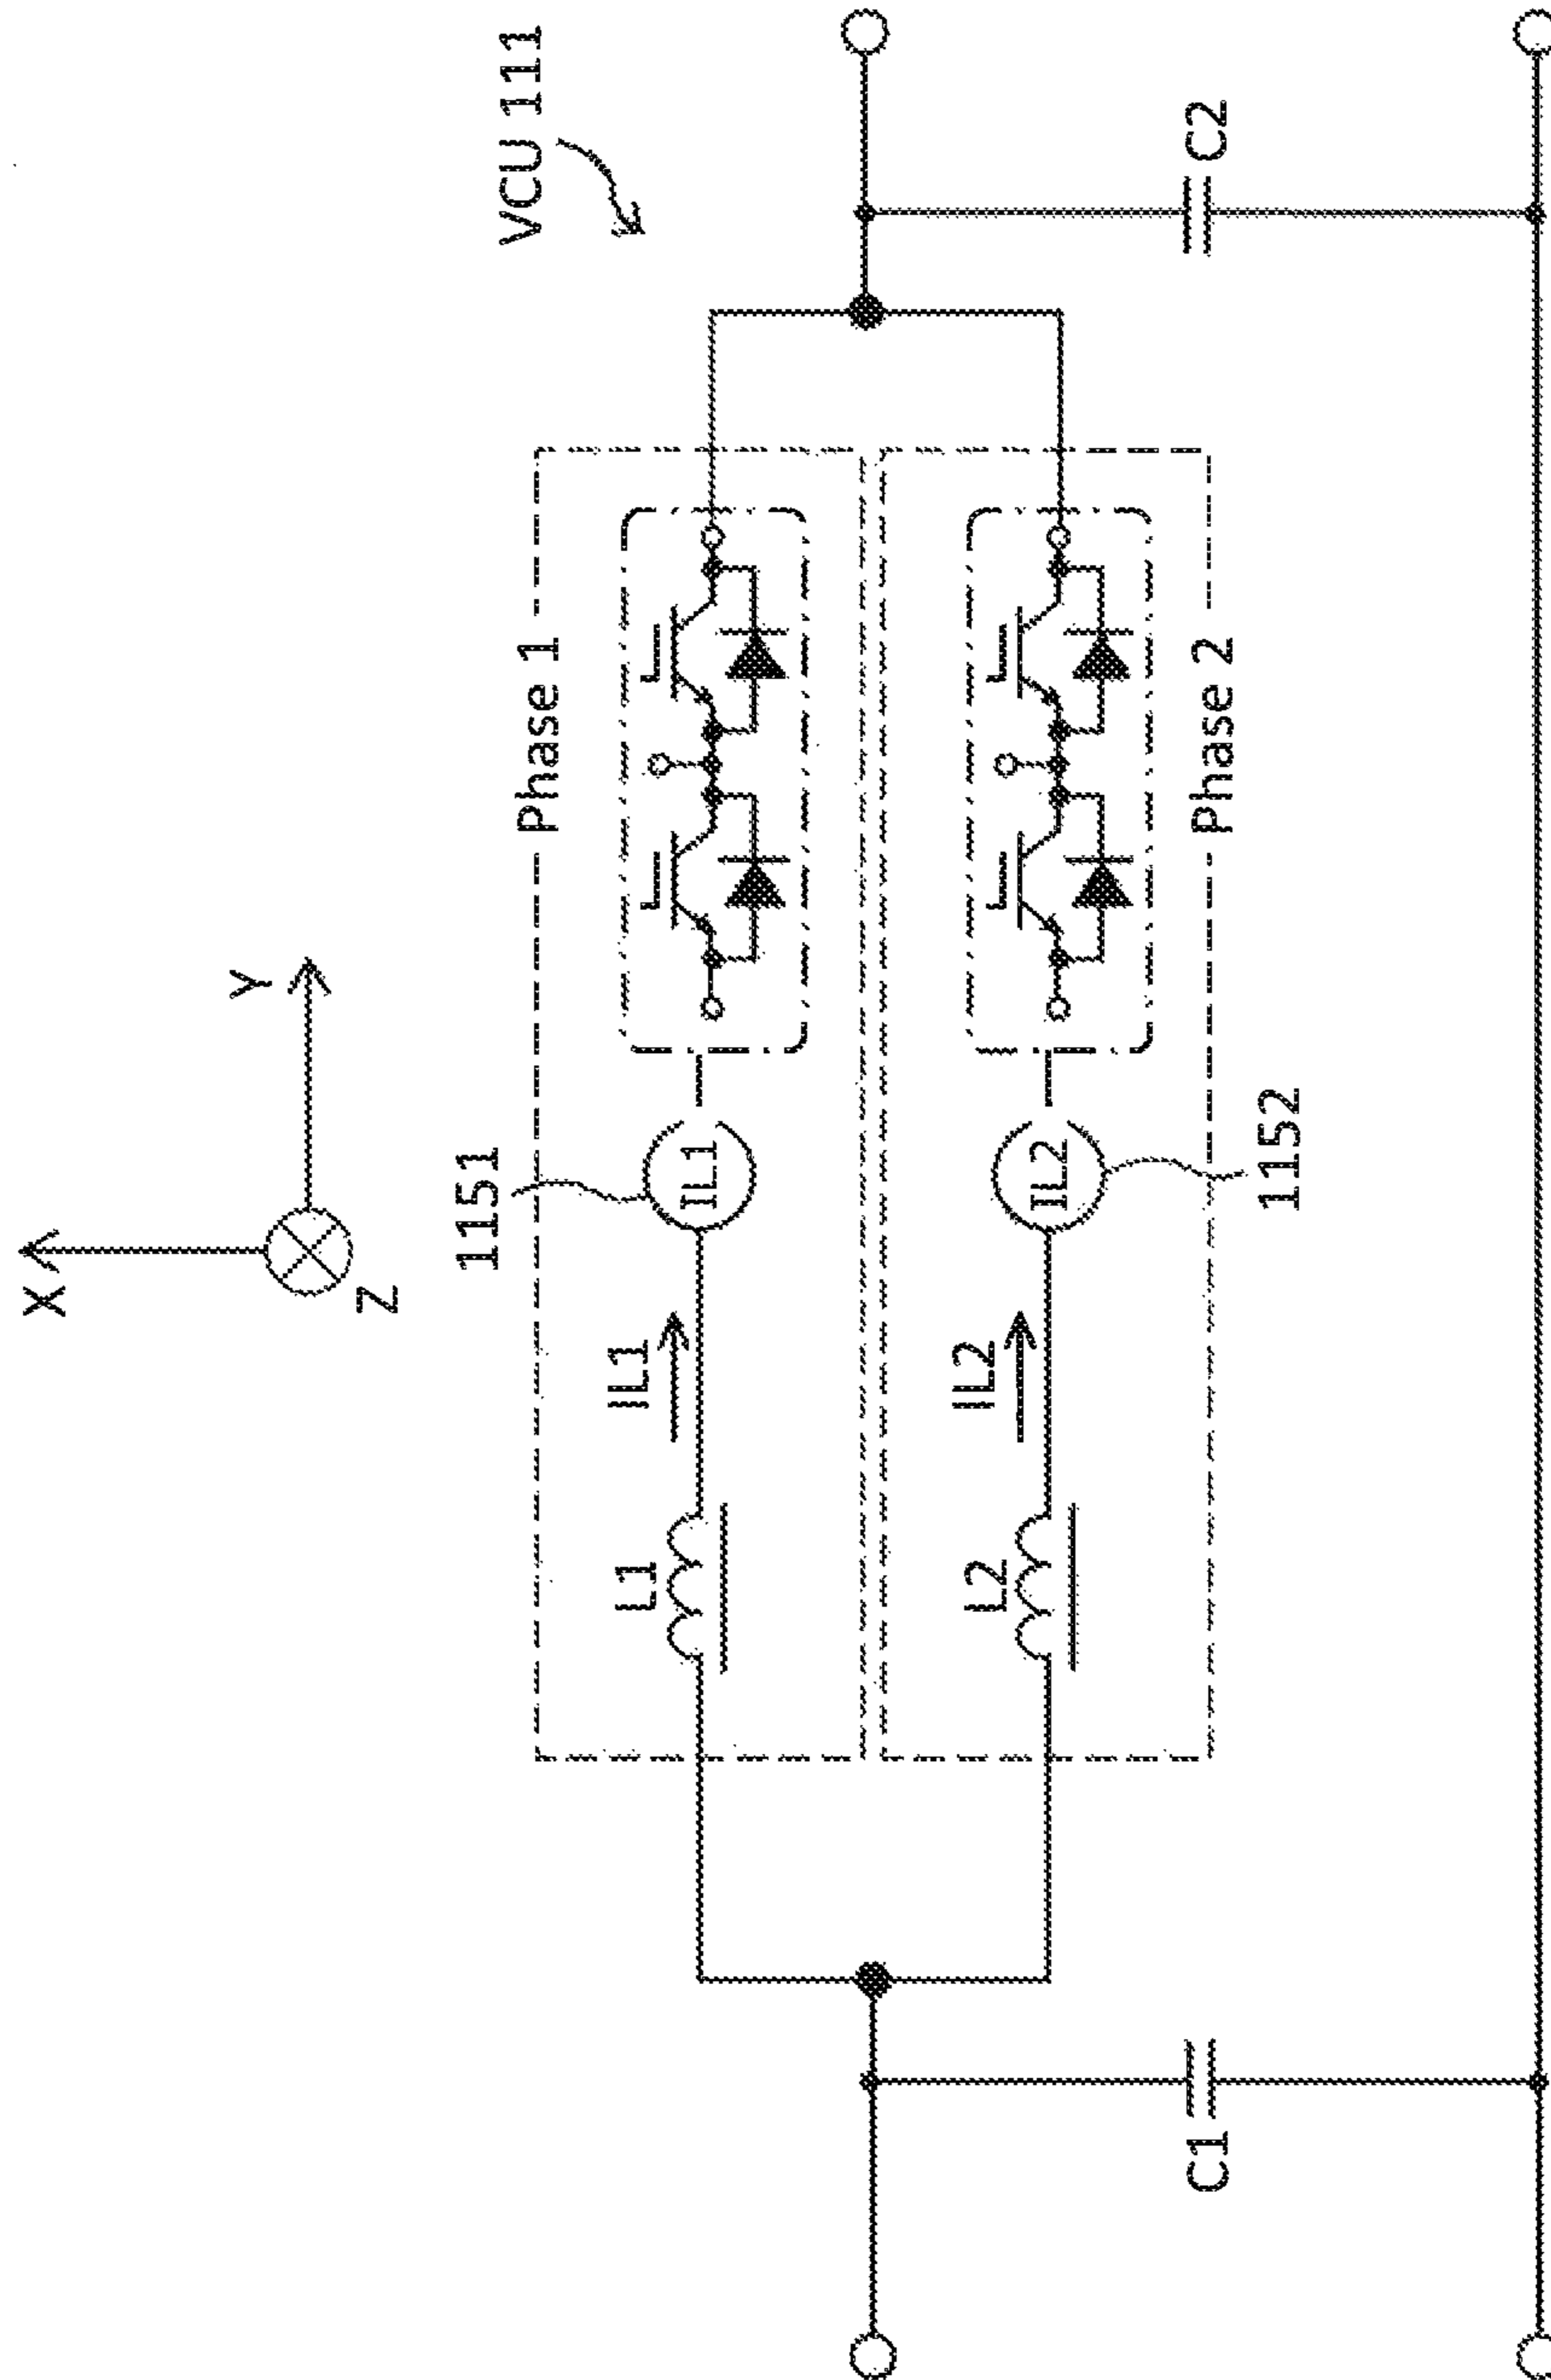 X
Y
Z
VCU 111
1151
Phase 1
L1
IL1
IL1
L2
IL2
IL2
Phase 2
1152
C1
C2